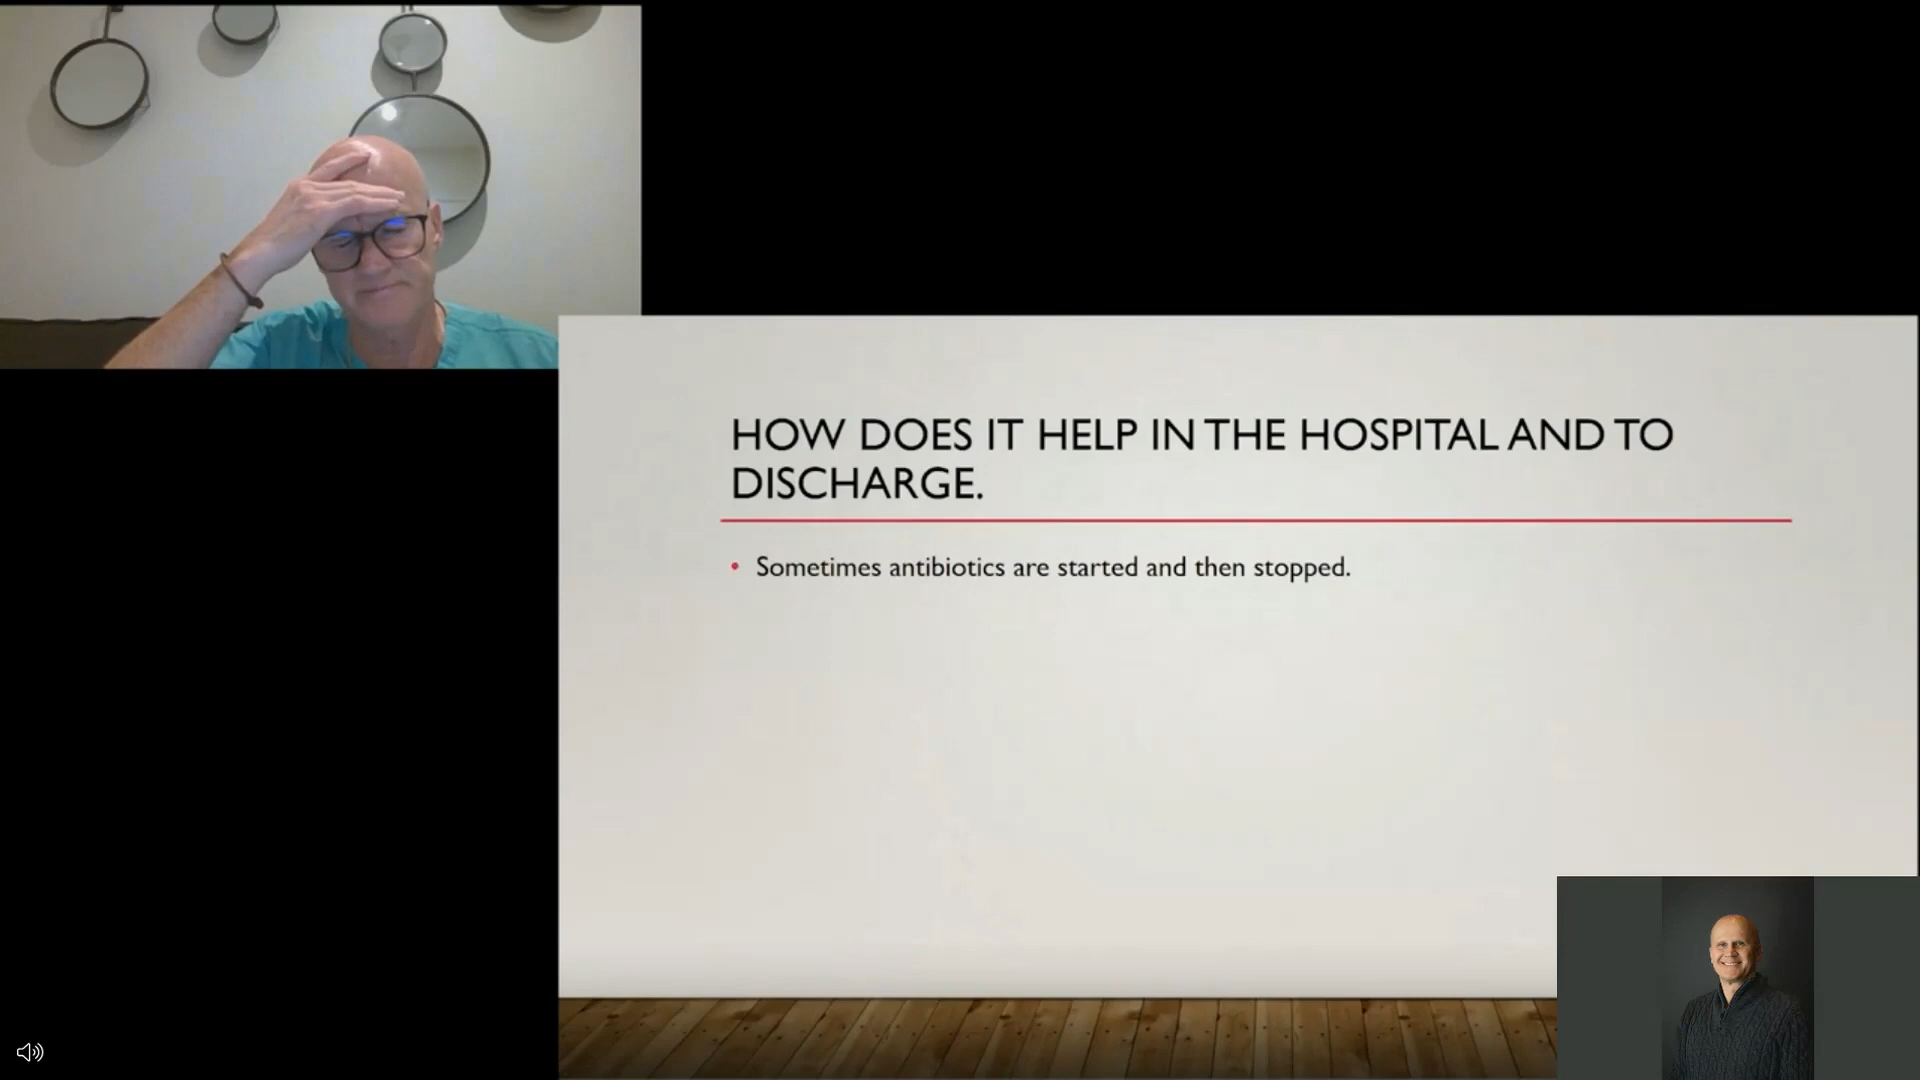 HOW DOES IT HELP IN THE HOSPITAL AND TO
DISCHARGE.
• Sometimes antibiotics are started and then stopped.